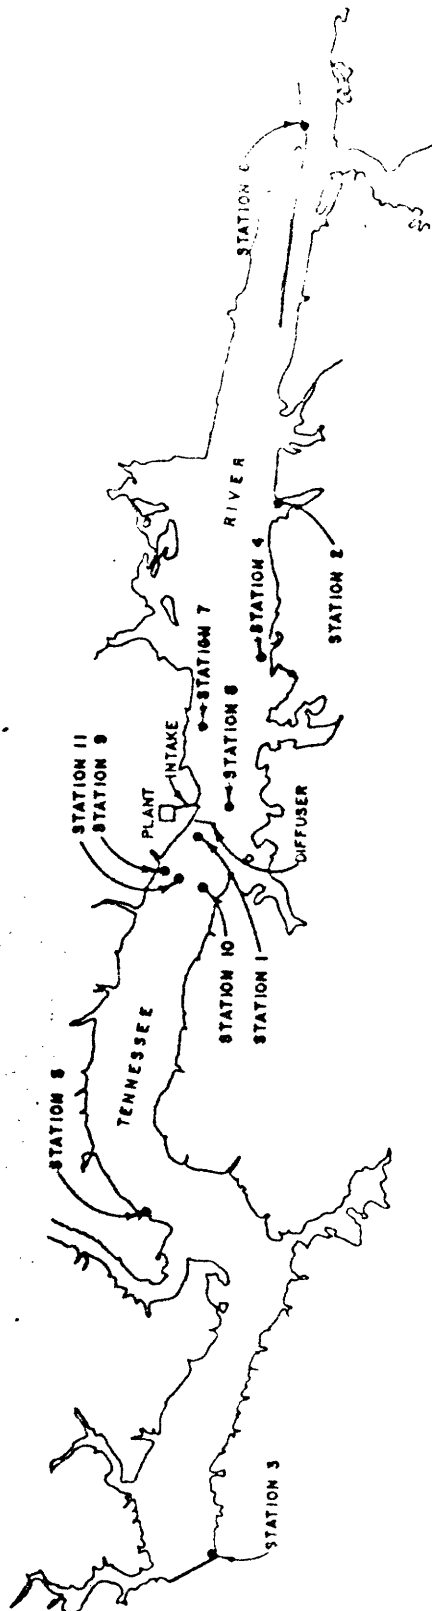 STATION 5
STATION 11
STATION 9
PLANT
INTAKE
TENNESSEE
STATION 7
STATION 8
RIVER
STATION 6
STATION 10
STATION 1
STATION 4
STATION 3
DIFFUSER
STATION 2